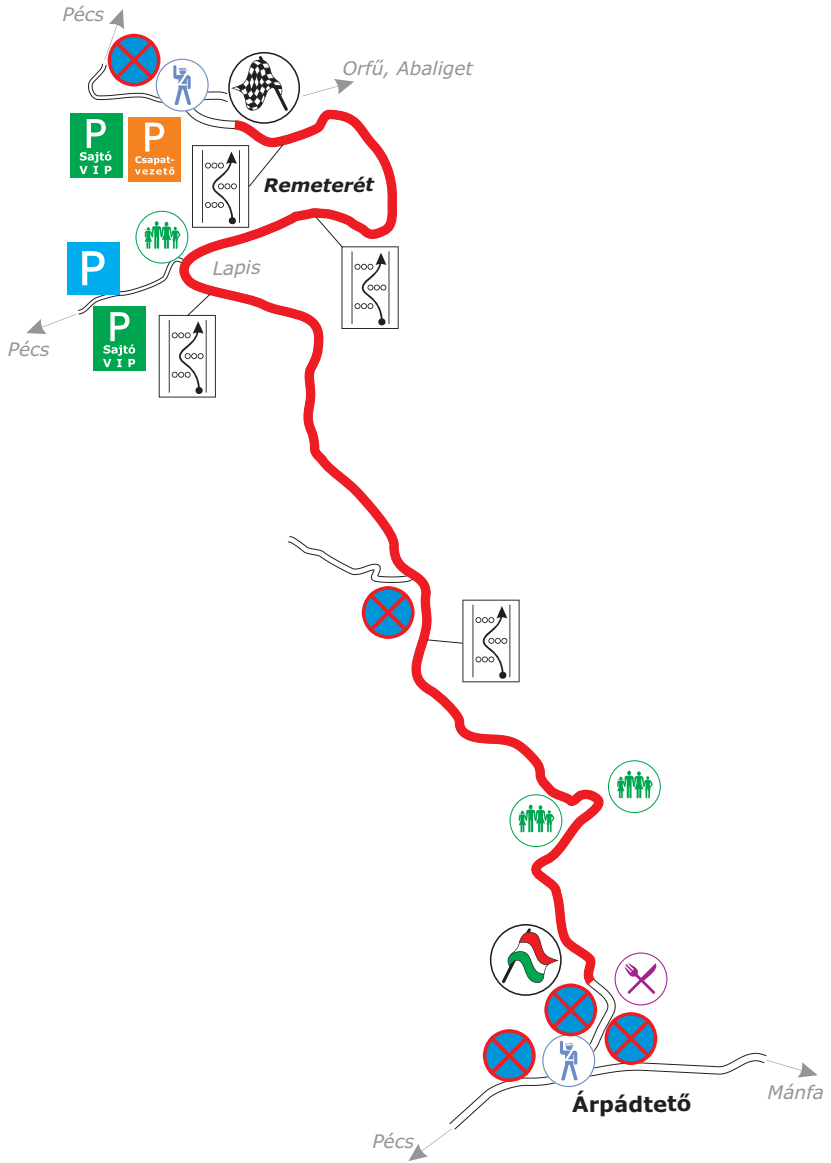 Pécs
Orfű, Abaliget
P
Sajtó
V I P
P
Csapat-
vezető
Remeterét
P
Lapis
P
Sajtó
V I P
Pécs
Mánfa
Árpádtető
Pécs